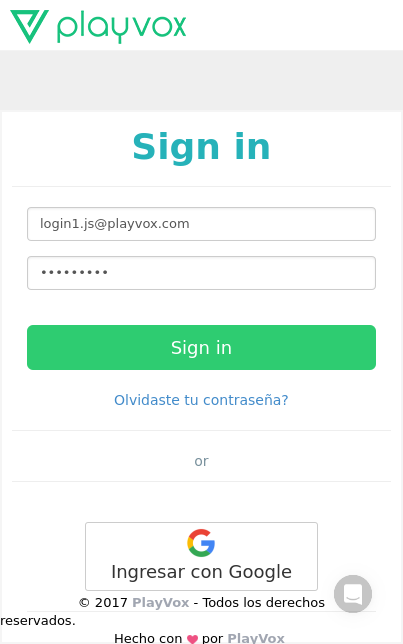 playvox
Sign in
login1.js@playvox.com
•••••••••
Sign in
Olvidaste tu contraseña?
or
Ingresar con Google
© 2017 PlayVox - Todos los derechos
reservados.
Hecho con ❤ por PlayVox